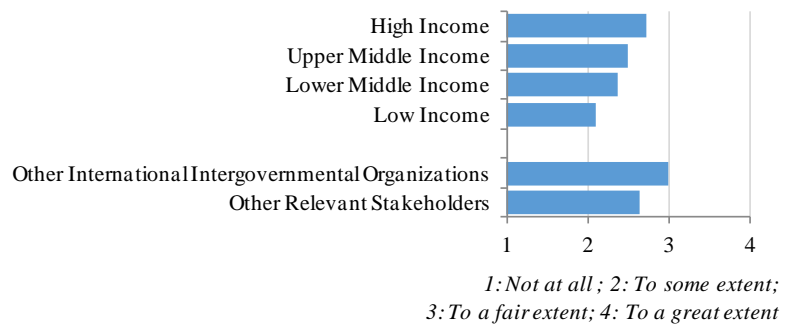 High Income
Upper Middle Income
Lower Middle Income
Low Income
Other International Intergovernmental Organizations
Other Relevant Stakeholders
1 2 3 4
1: Not at all ; 2: To some extent;
3: To a fair extent; 4: To a great extent